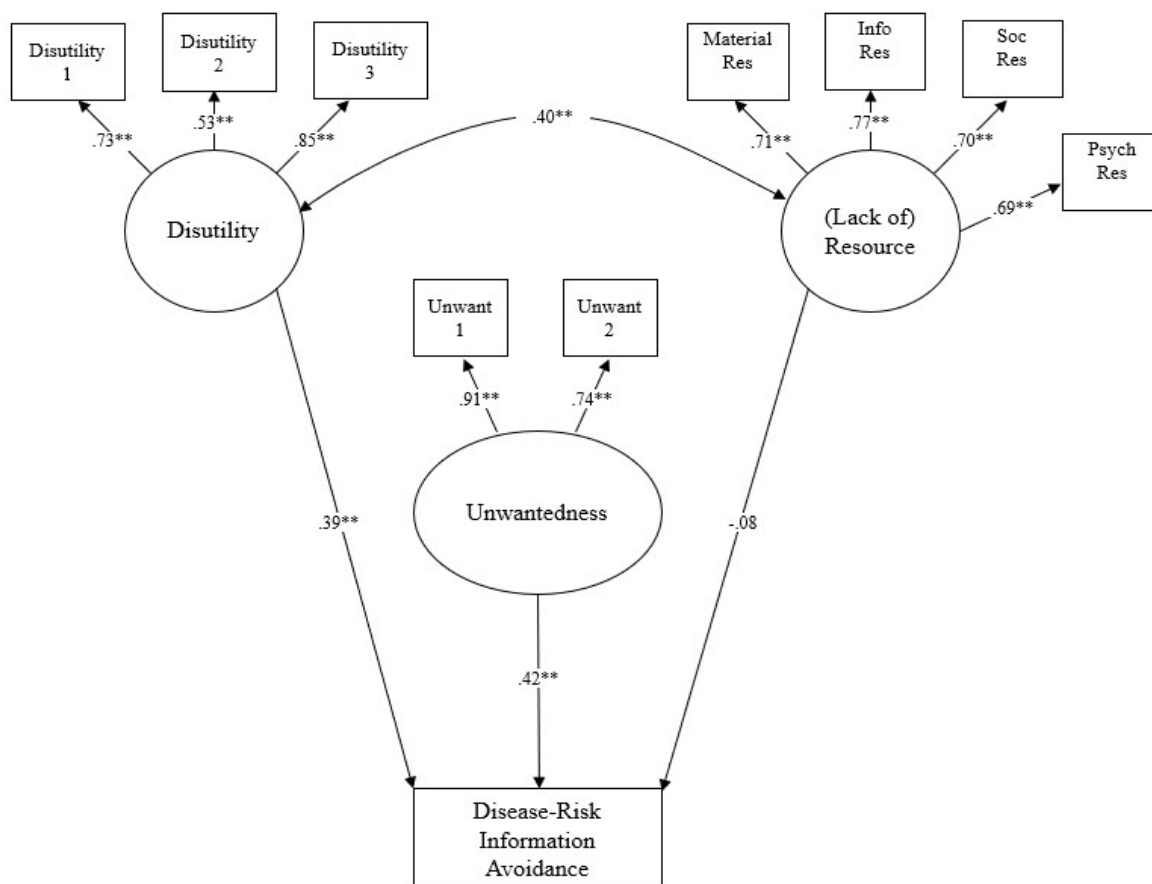 Disutility
1
Disutility
2
Disutility
3
Material
Res
Info
Res
Soc
Res
Psych
Res
.73**
.53**
.85**
.40**
.71**
.77**
.70**
.69**
Disutility
(Lack of)
Resource
Unwant
1
Unwant
2
.91**
.74**
Unwantedness
.39**
-.08
.42**
Disease-Risk
Information
Avoidance